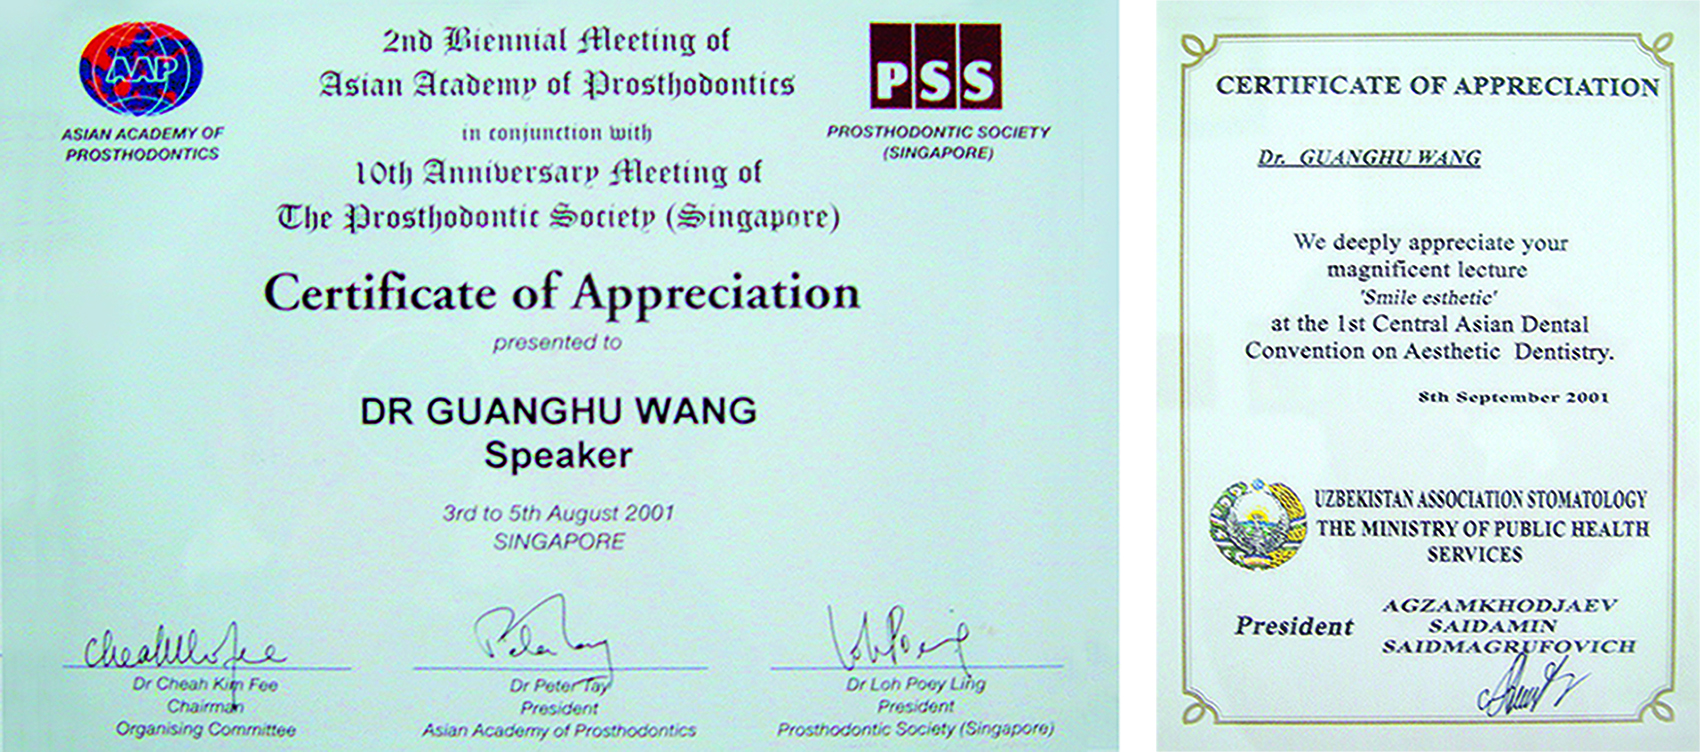 AAP
ASIAN ACADEMY OF
PROSTHODONTICS
2nd Biennial Meeting of
Asian Academy of Prosthodontics
in conjunction with
10th Anniversary Meeting of
The Prosthodontic Society (Singapore)
PSS
PROSTHODONTIC SOCIETY
(SINGAPORE)
Certificate of Appreciation
presented to
DR GUANGHU WANG
Speaker
3rd to 5th August 2001
SINGAPORE
Dr Cheah Kim Fee
Chairman
Organising Committee
Dr Peter Tay
President
Asian Academy of Prosthodontics
Dr Loh Poey Ling
President
Prosthodontic Society (Singapore)
CERTIFICATE OF APPRECIATION
Dr. GUANGHU WANG
We deeply appreciate your
magnificent lecture
'Smile esthetic'
at the 1st Central Asian Dental
Convention on Aesthetic Dentistry.
8th September 2001
UZBEKISTAN ASSOCIATION STOMATOLOGY
THE MINISTRY OF PUBLIC HEALTH
SERVICES
President
AGZAMKHODJAEV
SAIDAMIN
SAIDMAGRUFOVICH